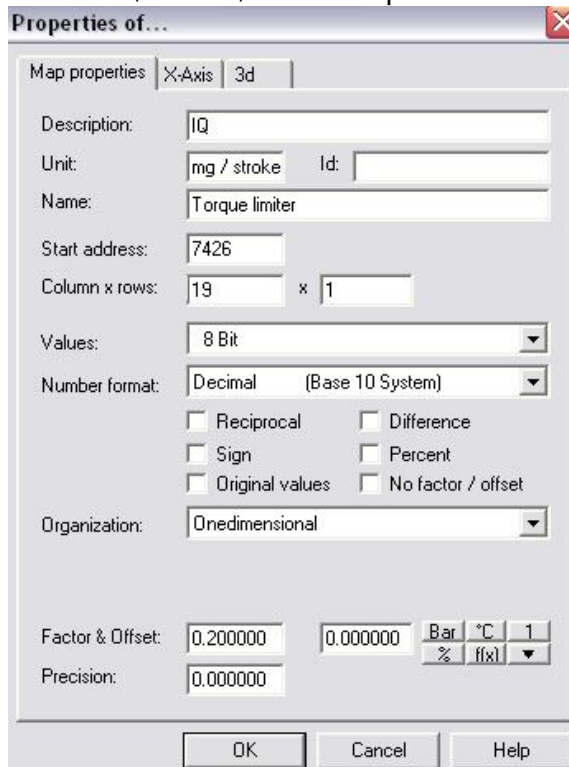 Properties of...
Map properties X-Axis 3d
Description: IQ
Unit: mg / stroke Id:
Name: Torque limiter
Start address: 7426
Column x rows: 19 x 1
Values: 8 Bit
Number format: Decimal (Base 10 System)
Reciprocal Difference
Sign Percent
Original values No factor / offset
Organization: Onedimensional
Factor & Offset: 0.200000 0.000000 Bar °C 1
% f(x)
Precision: 0.000000
OK Cancel Help